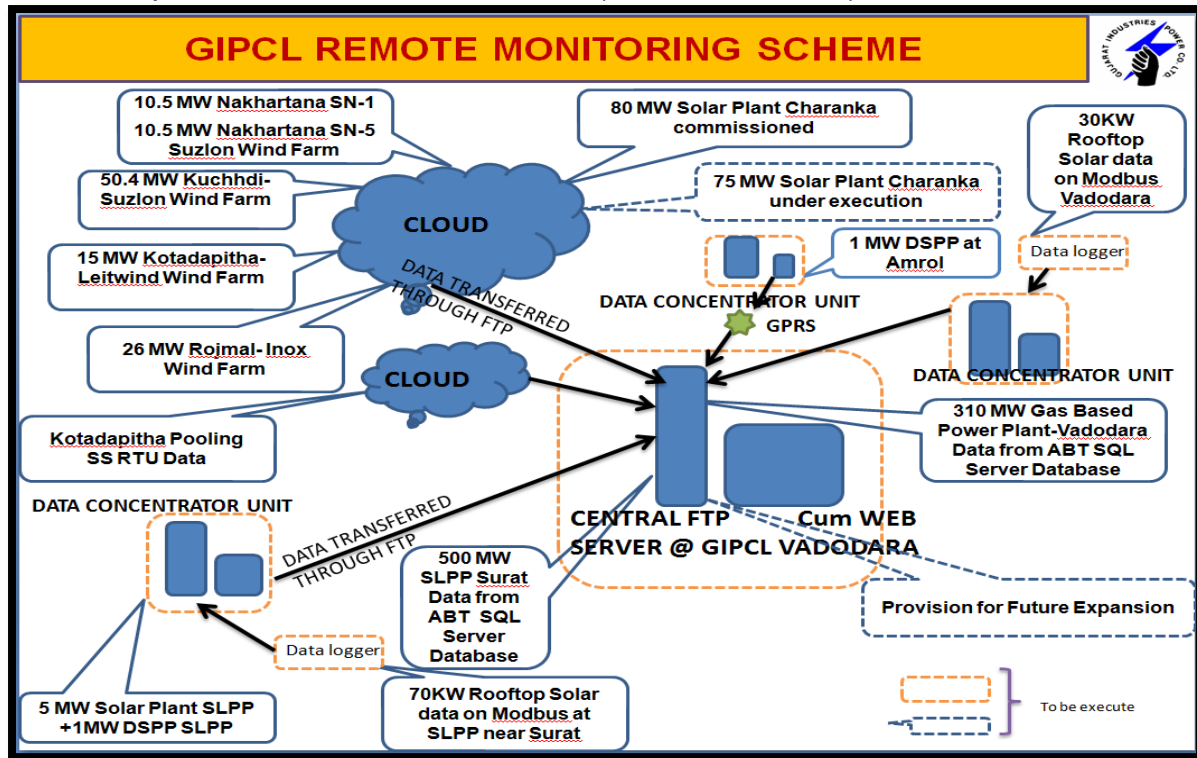 GIPCL REMOTE MONITORING SCHEME
GUJARAT INDUSTRIES POWER CO LTD.
10.5 MW Nakhartana SN-1
10.5 MW Nakhartana SN-5
Suzlon Wind Farm
80 MW Solar Plant Charanka
commissioned
30KW
Rooftop
Solar data
on Modbus
Vadodara
50.4 MW Kuchhdi-
Suzlon Wind Farm
75 MW Solar Plant Charanka
under execution
CLOUD
15 MW Kotadapitha-
Leitwind Wind Farm
1 MW DSPP at
Amrol
Data logger
DATA TRANSFERRED
THROUGH FTP
DATA CONCENTRATOR UNIT
GPRS
26 MW Rojmal- Inox
Wind Farm
CLOUD
DATA CONCENTRATOR UNIT
Kotadapitha Pooling
SS RTU Data
310 MW Gas Based
Power Plant-Vadodara
Data from ABT SQL
Server Database
DATA CONCENTRATOR UNIT
DATA TRANSFERRED
THROUGH FTP
CENTRAL FTP Cum WEB
SERVER @ GIPCL VADODARA
500 MW
SLPP Surat
Data from
ABT SQL
Server
Database
Provision for Future Expansion
Data logger
5 MW Solar Plant SLPP
+1MW DSPP SLPP
70KW Rooftop Solar
data on Modbus at
SLPP near Surat
To be execute